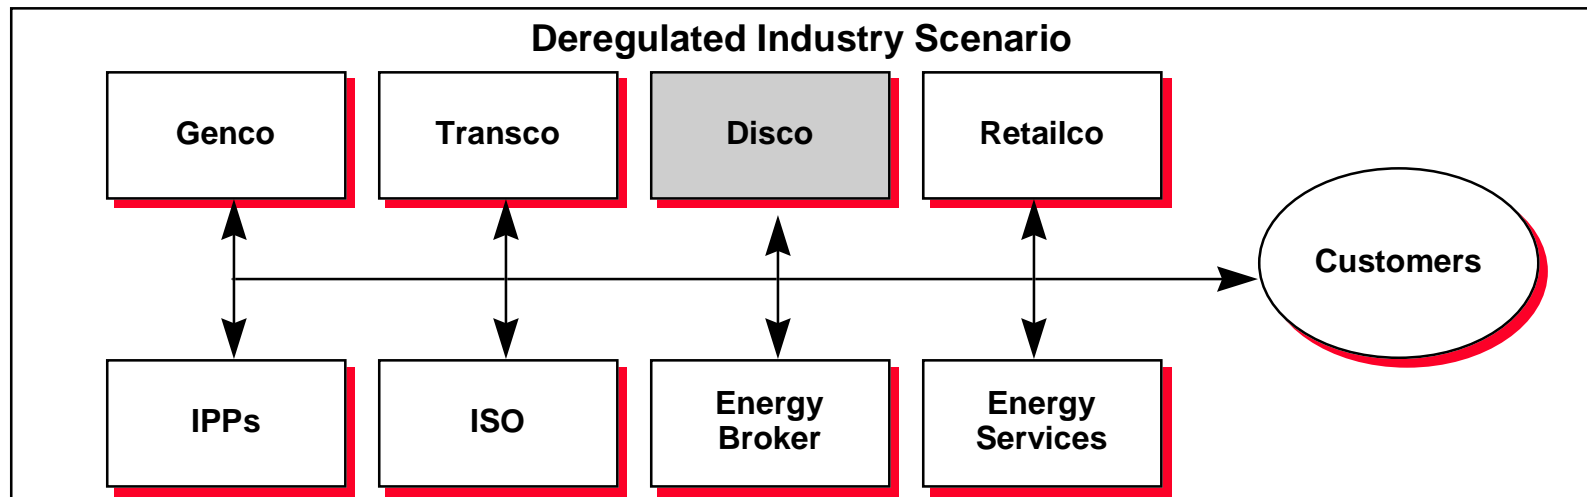 Deregulated Industry Scenario
Genco
Transco
Disco
Retailco
Customers
IPPs
ISO
Energy
Broker
Energy
Services